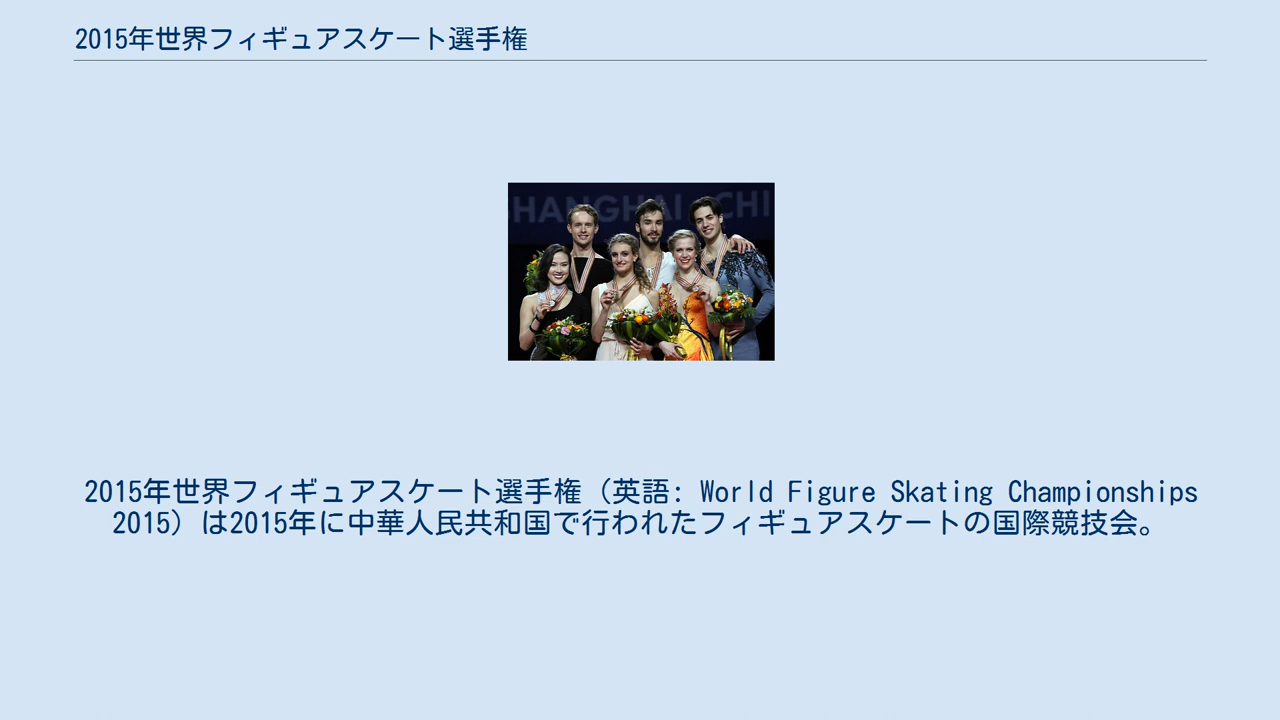 2015年世界フィギュアスケート選手権
SHANGHAI CHI
2015年世界フィギュアスケート選手権（英語: World Figure Skating Championships
2015）は2015年に中華人民共和国で行われたフィギュアスケートの国際競技会。